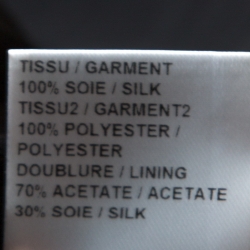 TISSU / GARMENT
100% SOIE / SILK
TISSU2 / GARMENT2
100% POLYESTER /
POLYESTER
DOUBLURE / LINING
70% ACETATE / ACETATE
30% SOIE / SILK